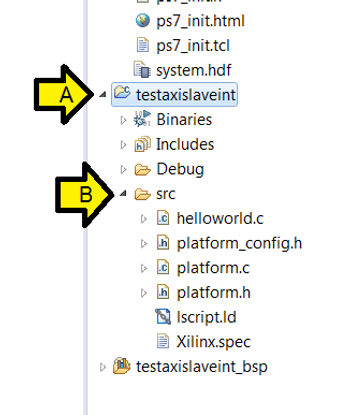 ps7_init.html
ps7_init.tcl
system.hdf
A testaxislaveint
Binaries
Includes
Debug
B src
helloworld.c
platform_config.h
platform.c
platform.h
lscript.ld
Xilinx.spec
testaxislaveint_bsp